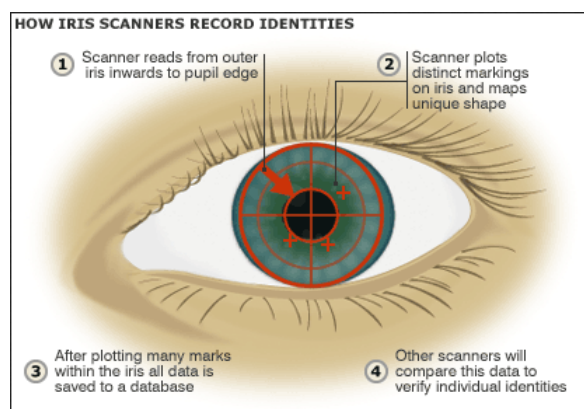 HOW IRIS SCANNERS RECORD IDENTITIES
1
Scanner reads from outer
iris inwards to pupil edge
2
Scanner plots
distinct markings
on iris and maps
unique shape
3
After plotting many marks
within the iris all data is
saved to a database
4
Other scanners will
compare this data to
verify individual identities